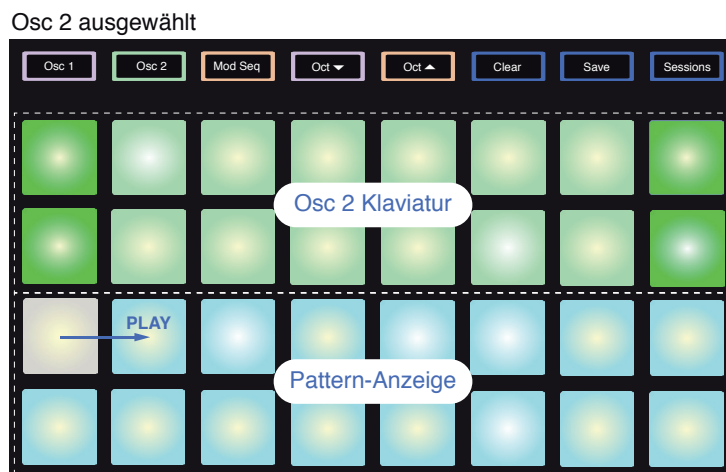 Osc 2 ausgewählt
Osc 1 Osc 2 Mod Seq Oct ▼ Oct ▲ Clear Save Sessions
Osc 2 Klaviatur
PLAY
Pattern-Anzeige